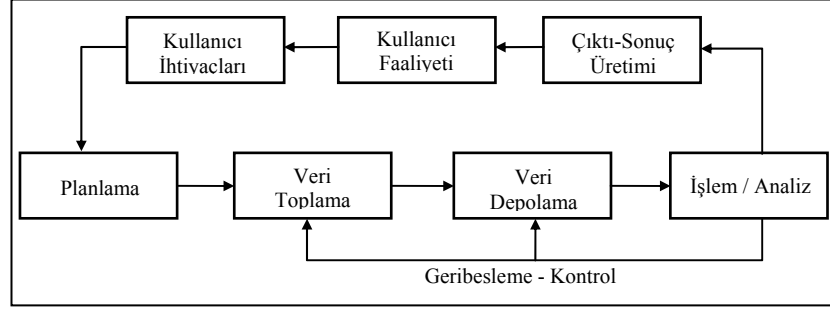 Kullanıcı
İhtiyaçları
Kullanıcı
Faaliyeti
Çıktı-Sonuç
Üretimi
Planlama
Veri
Toplama
Veri
Depolama
İşlem / Analiz
Geribesleme - Kontrol